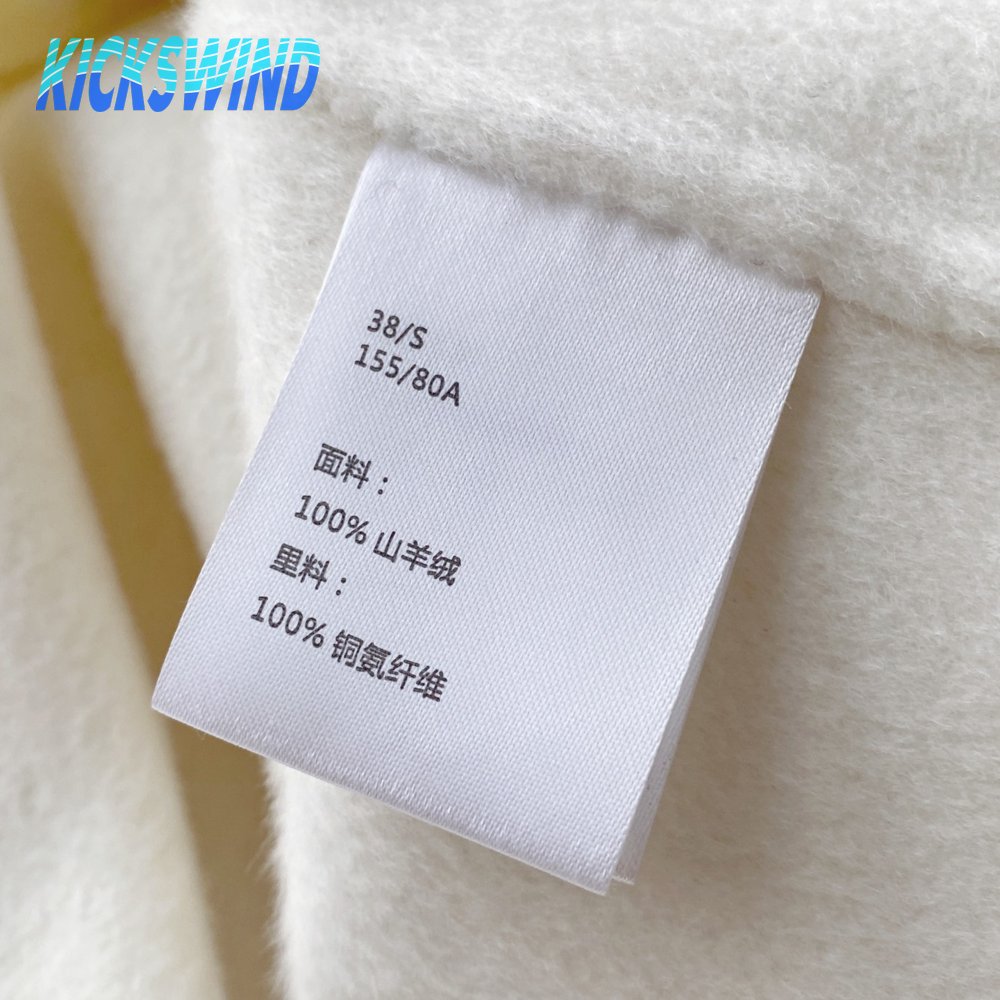 KICKSWIND
38/S
155/80A
面料：
100% 山羊绒
里料：
100% 铜氨纤维